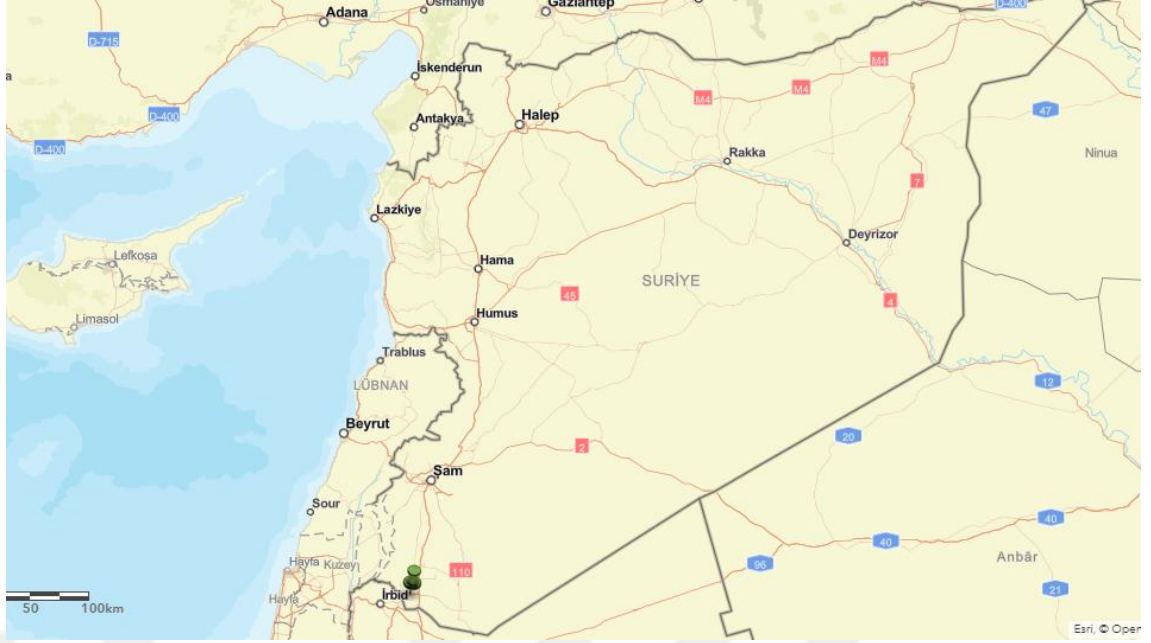 Adana
Osmaniye
Gaziantep
D-400
D-715
a
İskenderun
M4
M4
M4
47
D-400
Antakya
Halep
D-400
Rakka
Ninua
7
Lazkiye
Deyrizor
Lefkoşa
Hama
SURİYE
45
4
Limasol
Humus
Trablus
LÜBNAN
12
Beyrut
20
2
Şam
Sour
40
40
Hayfa
Kuzey
110
96
Anbâr
21
Hayfa
İrbid
50
100km
Esri, © Open